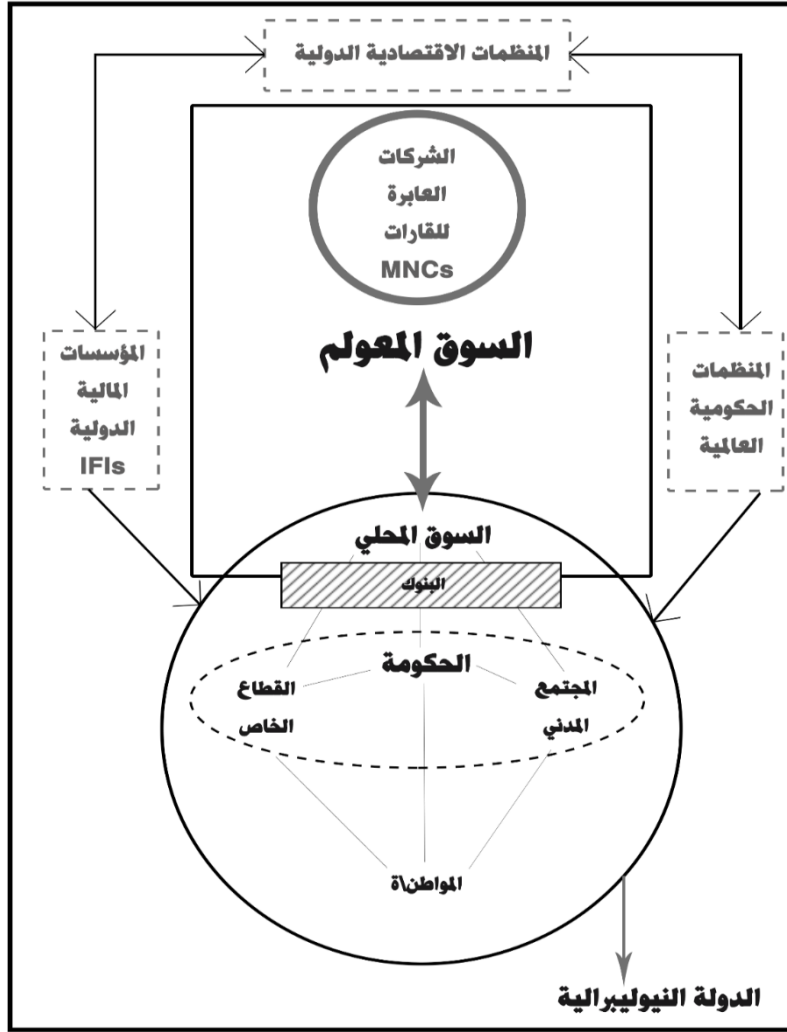 المنظمات الاقتصادية الدولية
الشركات
العابرة
للقارات
MNCs
السوق المعولم
المؤسسات
المالية
الدولية
IFIs
المنظمات
الحكومية
العالمية
السوق المحلي
البنوك
الحكومة
المجتمع
المدني
القطاع
الخاص
المواطن\ة
الدولة النيوليبرالية